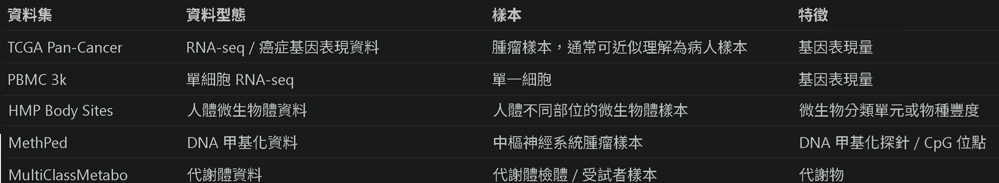 資料集 資料型態 樣本 特徵
TCGA Pan-Cancer RNA-seq / 癌症基因表現資料 腫瘤樣本，通常可近似理解為病人樣本 基因表現量
PBMC 3k 單細胞 RNA-seq 單一細胞 基因表現量
HMP Body Sites 人體微生物體資料 人體不同部位的微生物體樣本 微生物分類單元或物種豐度
MethPed DNA 甲基化資料 中樞神經系統腫瘤樣本 DNA 甲基化探針 / CpG 位點
MultiClassMetabo 代謝體資料 代謝體檢體 / 受試者樣本 代謝物